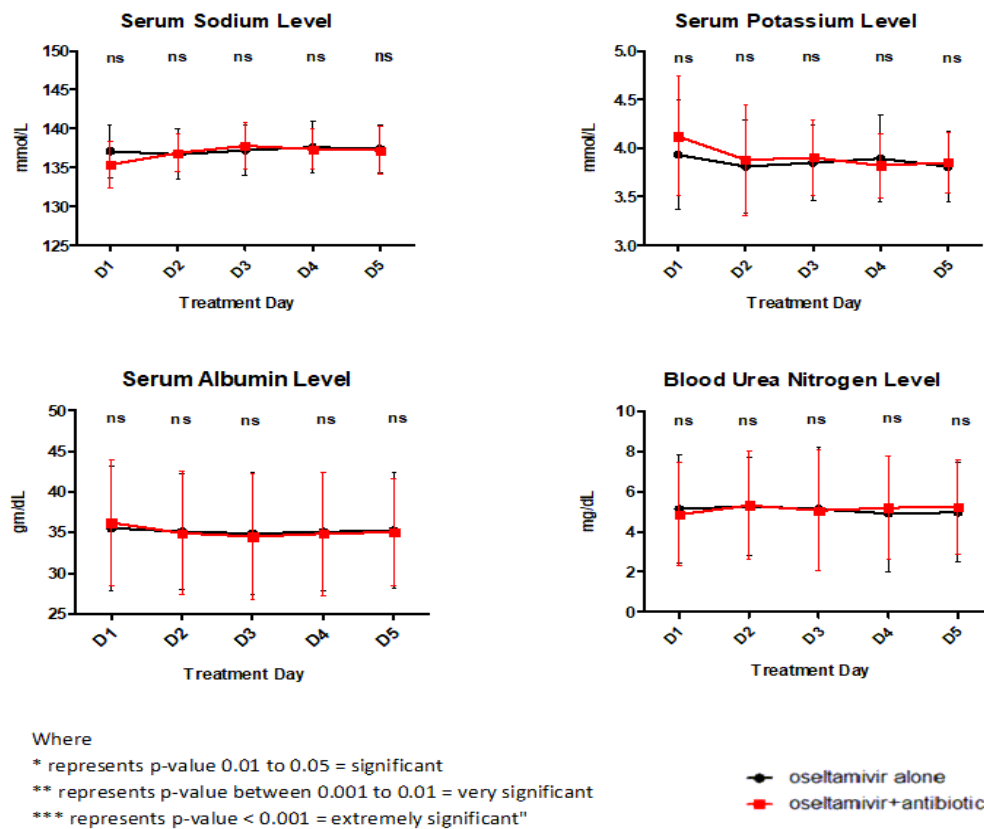 Serum Sodium Level
150
145
140
135
130
125
mmol/L
ns ns ns ns ns
D1 D2 D3 D4 D5
Treatment Day
Serum Potassium Level
5.0
4.5
4.0
3.5
3.0
mmol/L
ns ns ns ns ns
D1 D2 D3 D4 D5
Treatment Day
Serum Albumin Level
50
45
40
35
30
25
gm/dL
ns ns ns ns ns
D1 D2 D3 D4 D5
Treatment Day
Blood Urea Nitrogen Level
10
8
6
4
2
0
mg/dL
ns ns ns ns ns
D1 D2 D3 D4 D5
Treatment Day
Where
* represents p-value 0.01 to 0.05 = significant
** represents p-value between 0.001 to 0.01 = very significant
*** represents p-value < 0.001 = extremely significant"
oseltamivir alone
oseltamivir+antibiotic